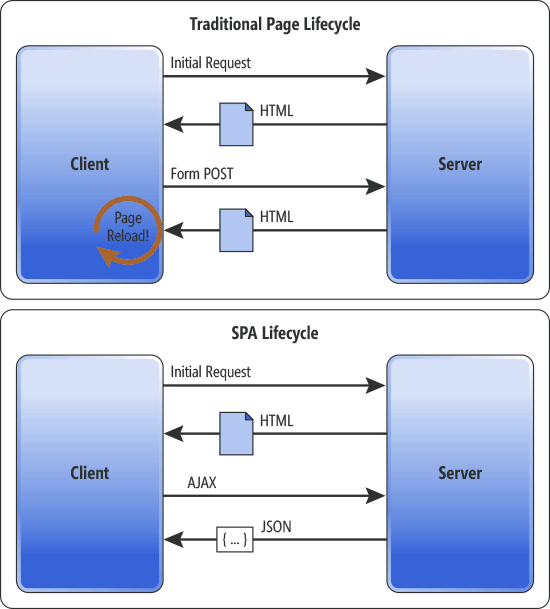 Traditional Page Lifecycle
Initial Request
HTML
Client
Server
Form POST
HTML
Page
Reload!
SPA Lifecycle
Initial Request
HTML
Client
Server
AJAX
JSON
{ ... }